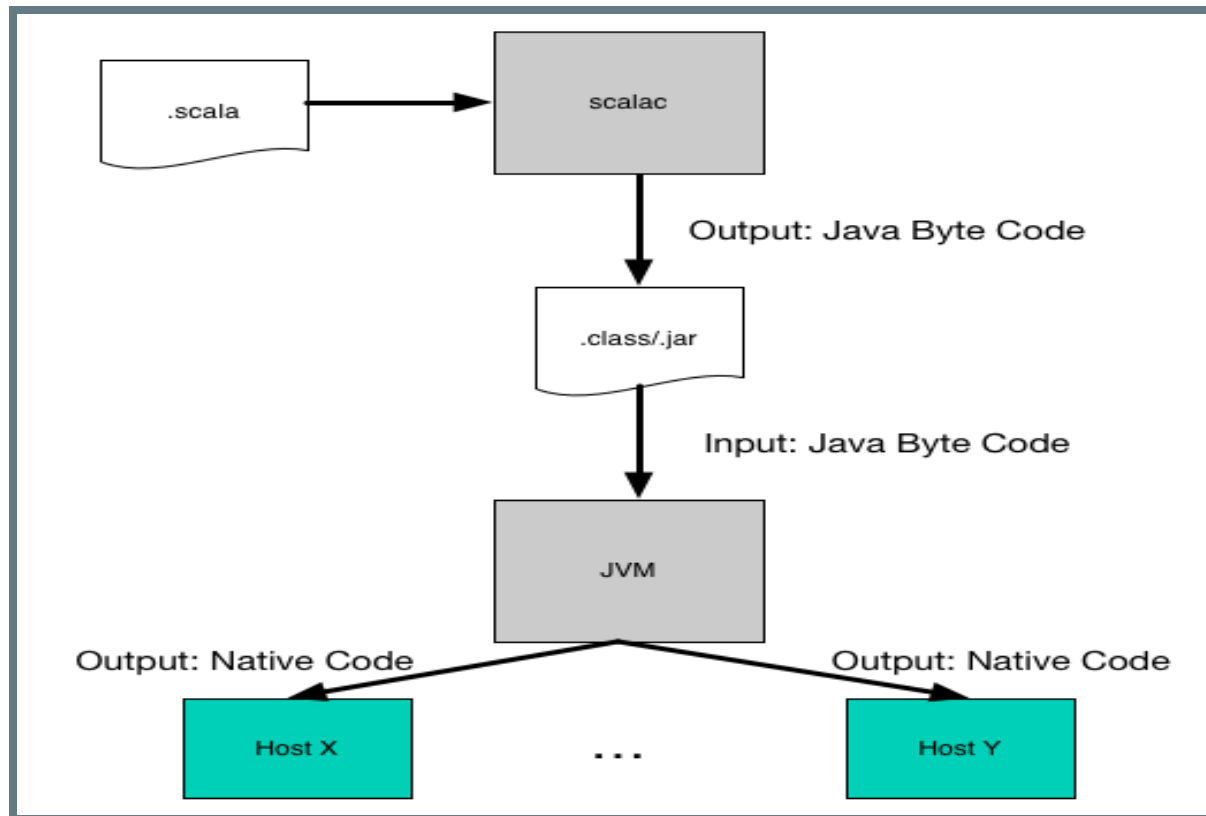 .scala
scalac
Output: Java Byte Code
.class/.jar
Input: Java Byte Code
JVM
Output: Native Code
Output: Native Code
Host X
...
Host Y